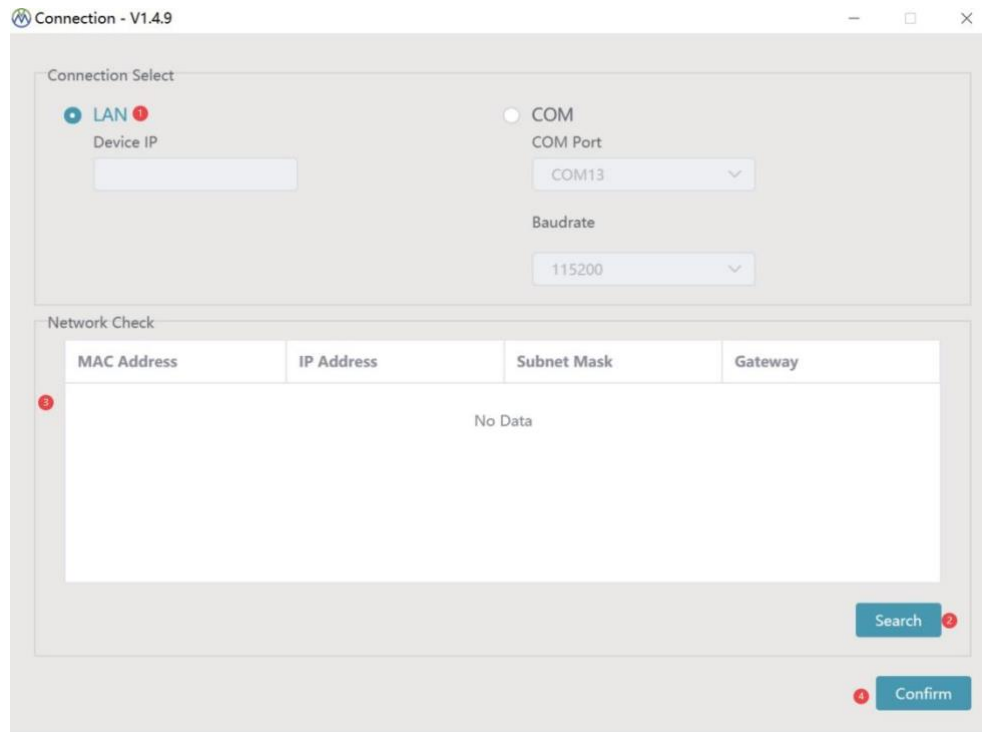 Connection - V1.4.9
Connection Select
LAN 1
COM
Device IP
COM Port
COM13
Baudrate
115200
Network Check
MAC Address IP Address Subnet Mask Gateway
3
No Data
Search 2
4 Confirm